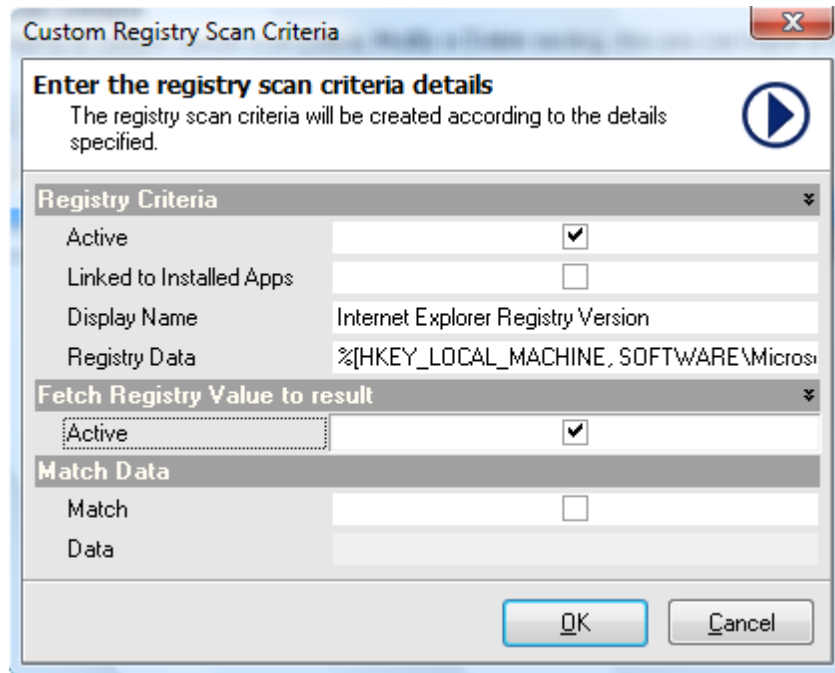 Custom Registry Scan Criteria
Enter the registry scan criteria details
The registry scan criteria will be created according to the details
specified.
Registry Criteria
Active
Linked to Installed Apps
Display Name Internet Explorer Registry Version
Registry Data %[HKEY_LOCAL_MACHINE, SOFTWARE\Micros
Fetch Registry Value to result
Active
Match Data
Match
Data
OK Cancel